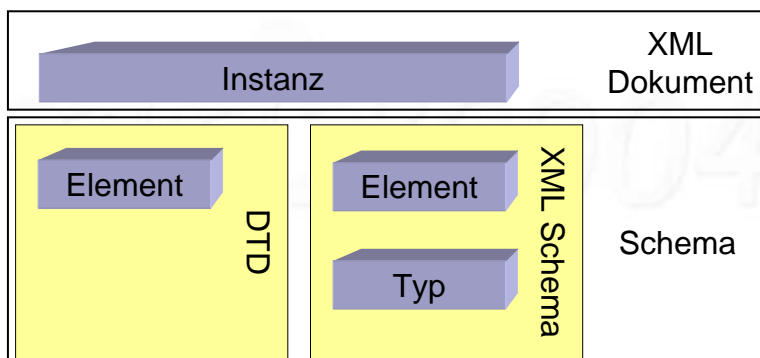 Instanz
XML
Dokument
Element
DTD
Element
Typ
XML Schema
Schema